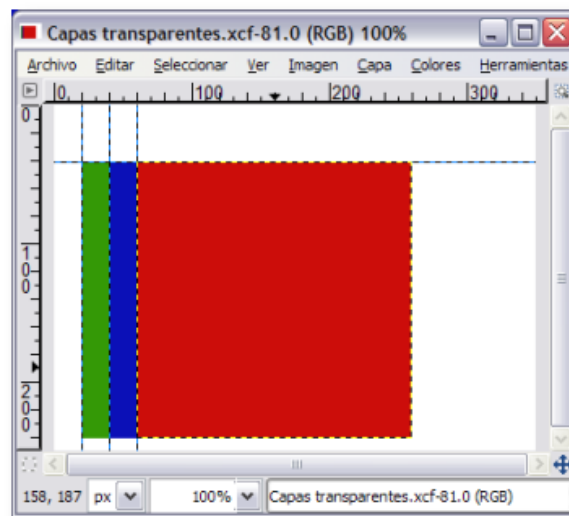 Capas transparentes.xcf-81.0 (RGB) 100%
Archivo Editar Seleccionar Ver Imagen Capa Colores Herramientas
0 100 200 300
0
100
200
158, 187 px 100% Capas transparentes.xcf-81.0 (RGB)